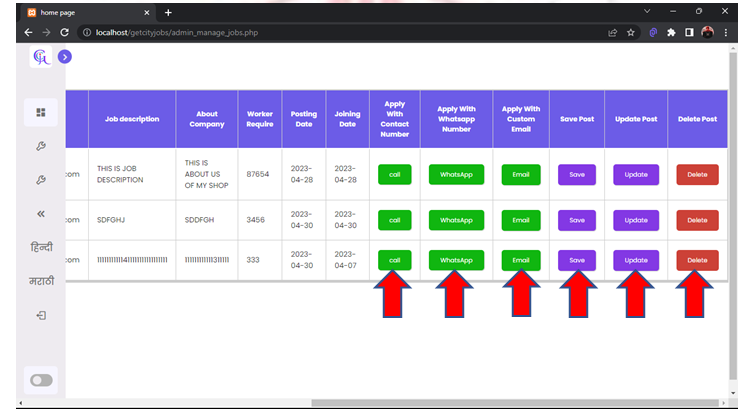 home page
localhost/getcityjobs/admin_manage_jobs.php
Job description
About Company
Worker Require
Posting Date
Joining Date
Apply With Contact Number
Apply With Whatsapp Number
Apply With Custom Email
Save Post
Update Post
Delete Post
com
THIS IS JOB DESCRIPTION
THIS IS ABOUT US OF MY SHOP
87654
2023-04-28
2023-04-28
call
WhatsApp
Email
Save
Update
Delete
com
SDFGHJ
SDDFGH
3456
2023-04-30
2023-04-30
call
WhatsApp
Email
Save
Update
Delete
com
333
2023-04-30
2023-04-07
call
WhatsApp
Email
Save
Update
Delete
हिन्दी
मराठी